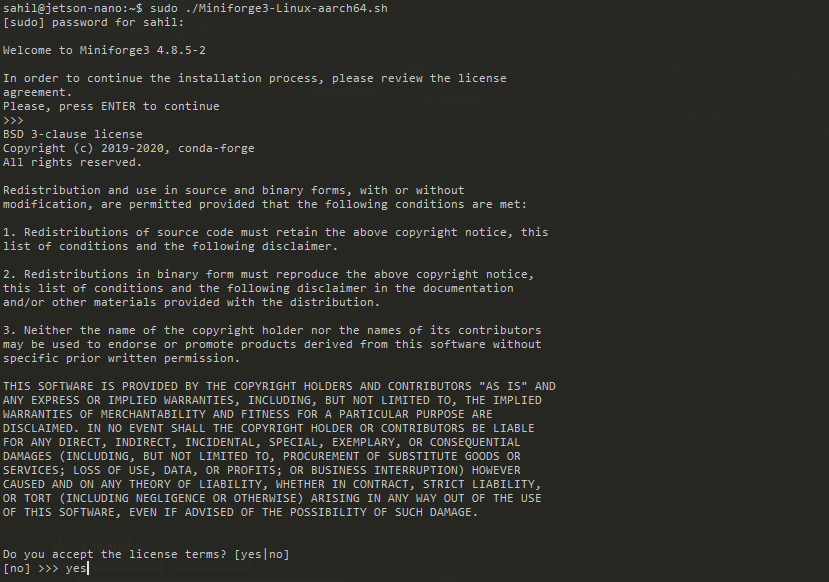 sahil@jetson-nano:~$ sudo ./Miniforge3-Linux-aarch64.sh
[sudo] password for sahil:
Welcome to Miniforge3 4.8.5-2
In order to continue the installation process, please review the license
agreement.
Please, press ENTER to continue
>>>
BSD 3-clause license
Copyright (c) 2019-2020, conda-forge
All rights reserved.
Redistribution and use in source and binary forms, with or without
modification, are permitted provided that the following conditions are met:
1. Redistributions of source code must retain the above copyright notice, this
list of conditions and the following disclaimer.
2. Redistributions in binary form must reproduce the above copyright notice,
this list of conditions and the following disclaimer in the documentation
and/or other materials provided with the distribution.
3. Neither the name of the copyright holder nor the names of its contributors
may be used to endorse or promote products derived from this software without
specific prior written permission.
THIS SOFTWARE IS PROVIDED BY THE COPYRIGHT HOLDERS AND CONTRIBUTORS "AS IS" AND
ANY EXPRESS OR IMPLIED WARRANTIES, INCLUDING, BUT NOT LIMITED TO, THE IMPLIED
WARRANTIES OF MERCHANTABILITY AND FITNESS FOR A PARTICULAR PURPOSE ARE
DISCLAIMED. IN NO EVENT SHALL THE COPYRIGHT HOLDER OR CONTRIBUTORS BE LIABLE
FOR ANY DIRECT, INDIRECT, INCIDENTAL, SPECIAL, EXEMPLARY, OR CONSEQUENTIAL
DAMAGES (INCLUDING, BUT NOT LIMITED TO, PROCUREMENT OF SUBSTITUTE GOODS OR
SERVICES; LOSS OF USE, DATA, OR PROFITS; OR BUSINESS INTERRUPTION) HOWEVER
CAUSED AND ON ANY THEORY OF LIABILITY, WHETHER IN CONTRACT, STRICT LIABILITY,
OR TORT (INCLUDING NEGLIGENCE OR OTHERWISE) ARISING IN ANY WAY OUT OF THE USE
OF THIS SOFTWARE, EVEN IF ADVISED OF THE POSSIBILITY OF SUCH DAMAGE.
Do you accept the license terms? [yes|no]
[no] >>> yes